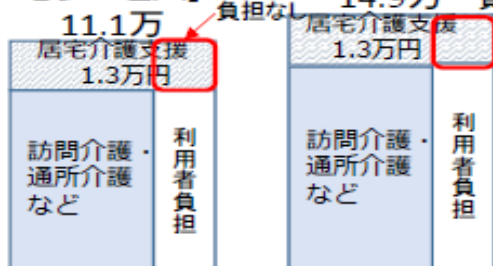 11.1万
負担なし
14.9万
居宅介護支援
1.3万円
訪問介護・
通所介護
など
利用者負担
居宅介護支援
1.3万円
訪問介護・
通所介護
など
利用者負担